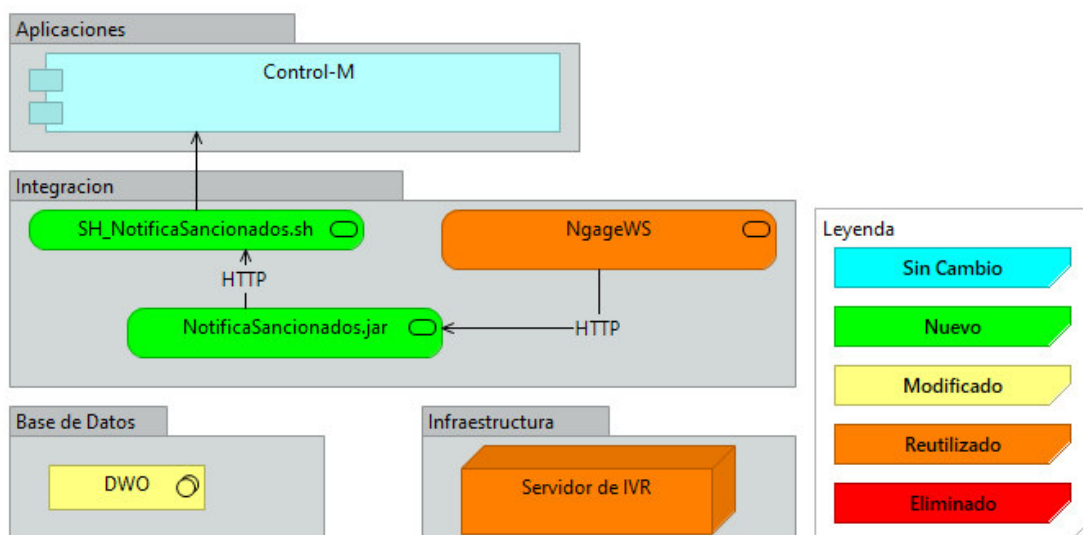 Aplicaciones
Control-M
Integracion
SH_NotificaSancionados.sh
NgageWS
HTTP
NotificaSancionados.jar
HTTP
Base de Datos
DWO
Infraestructura
Servidor de IVR
Leyenda
Sin Cambio
Nuevo
Modificado
Reutilizado
Eliminado